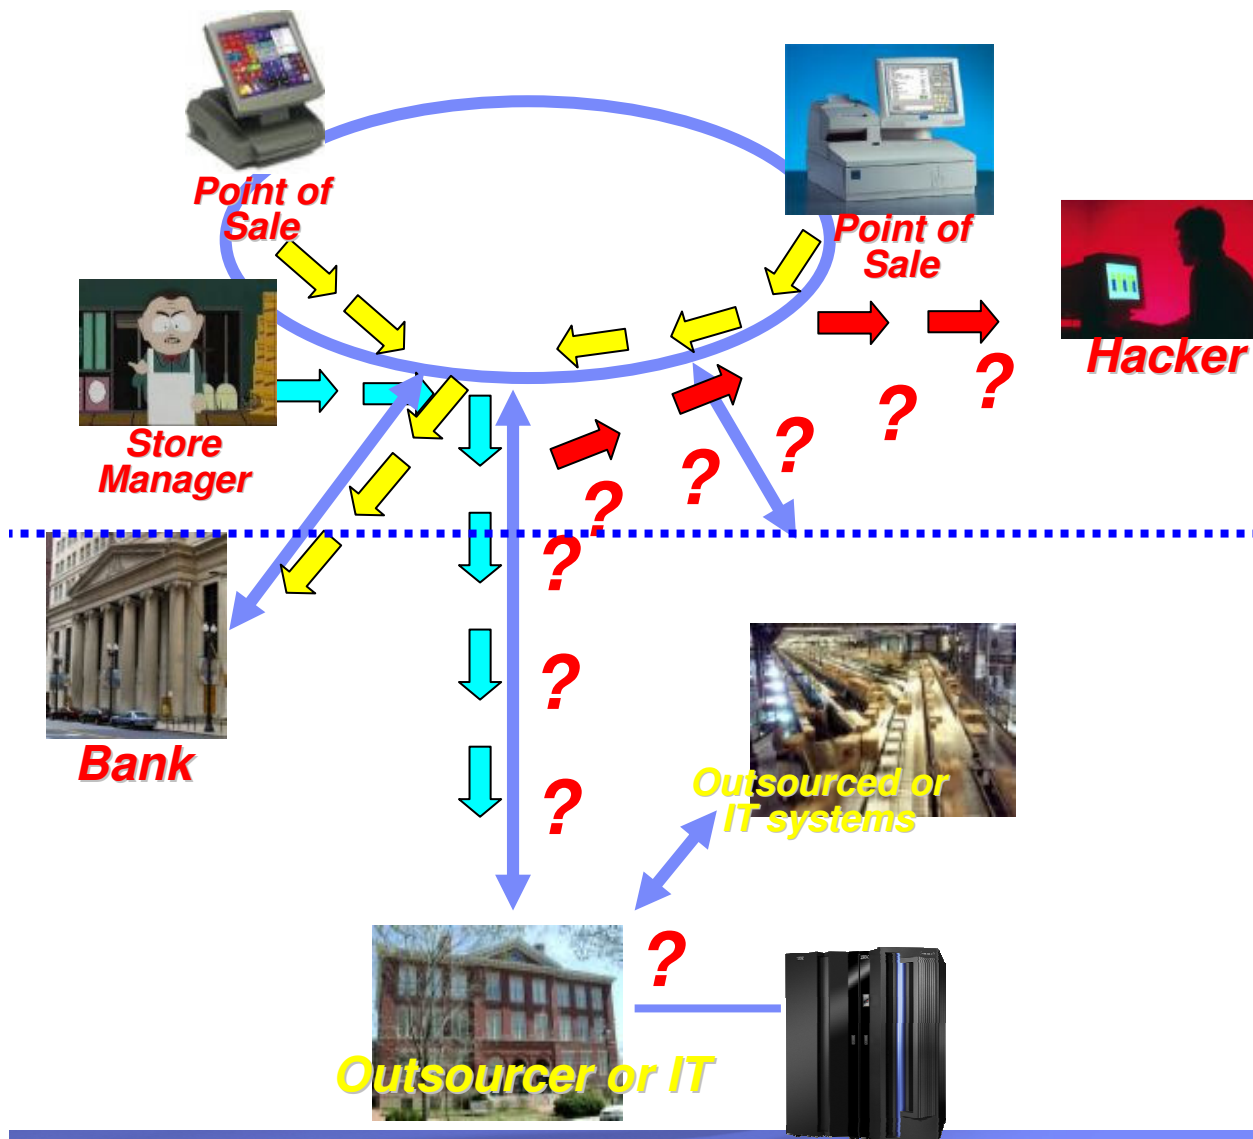 Point of
Sale
Point of
Sale
Hacker
?
?
Store
Manager
?
?
?
?
Bank
?
Outsourced or
IT systems
?
?
Outsourcer or IT